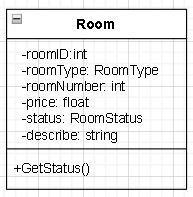 Room
-roomID:int
-roomType: RoomType
-roomNumber: int
-price: float
-status: RoomStatus
-describe: string
+GetStatus()